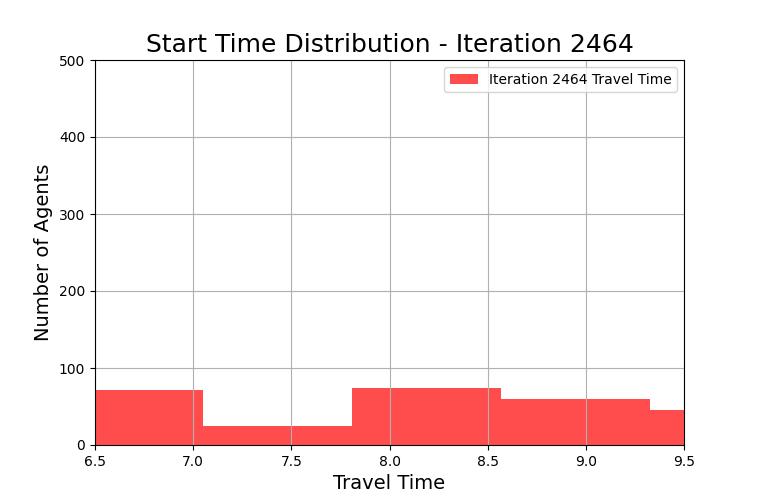 Start Time Distribution - Iteration 2464
Iteration 2464 Travel Time
Number of Agents
500
400
300
200
100
0
6.5 7.0 7.5 8.0 8.5 9.0 9.5
Travel Time